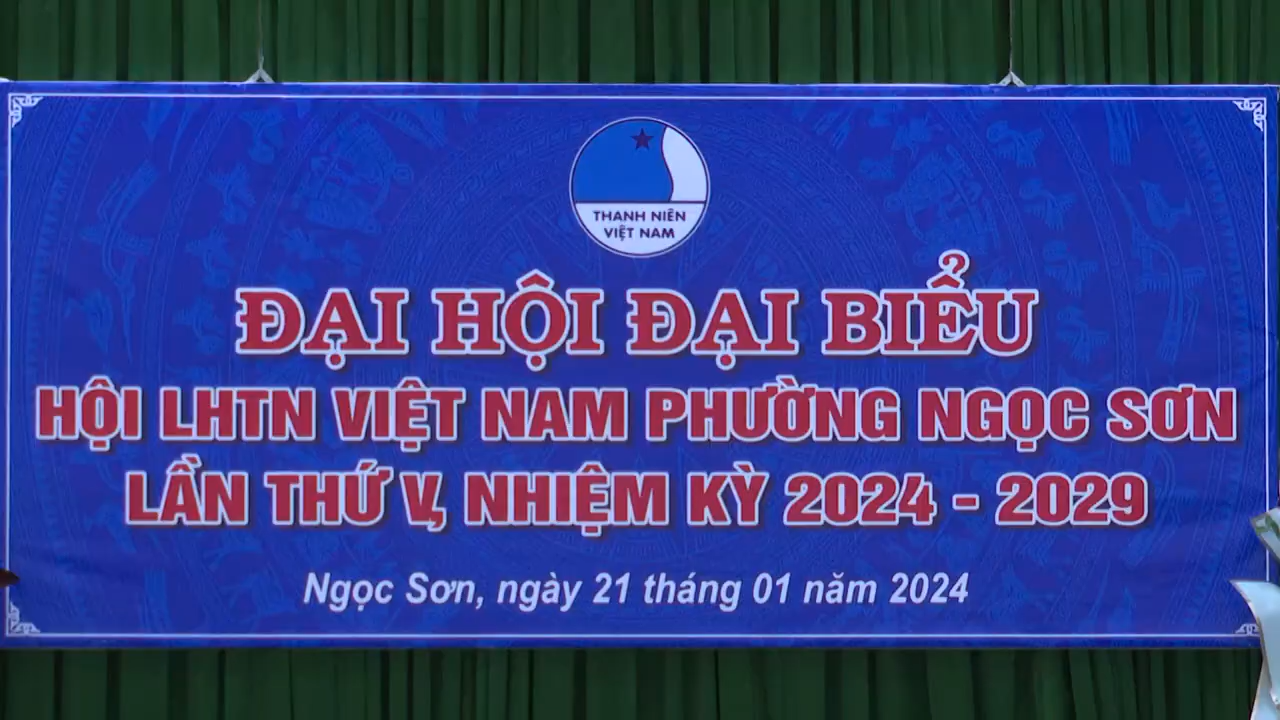 THANH NIÊN
VIỆT NAM
ĐẠI HỘI ĐẠI BIỂU
HỘI LHTN VIỆT NAM PHƯỜNG NGỌC SƠN
LẦN THỨ V, NHIỆM KỲ 2024 - 2029
Ngọc Sơn, ngày 21 tháng 01 năm 2024